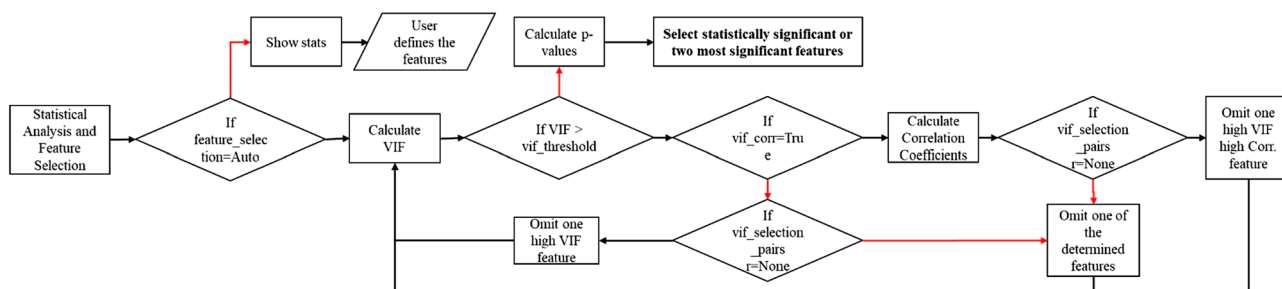 Show stats
User
defines the
features
Calculate p-
values
Select statistically significant or
two most significant features
Statistical
Analysis and
Feature
Selection
If
feature_selec
tion=Auto
Calculate
VIF
If VIF >
vif_threshold
If
vif_corr=Tru
e
Calculate
Correlation
Coefficients
If
vif_selection
_pairs
r=None
Omit one
high VIF
high Corr.
feature
Omit one
high VIF
feature
If
vif_selection
_pairs
r=None
Omit one of
the
determined
features